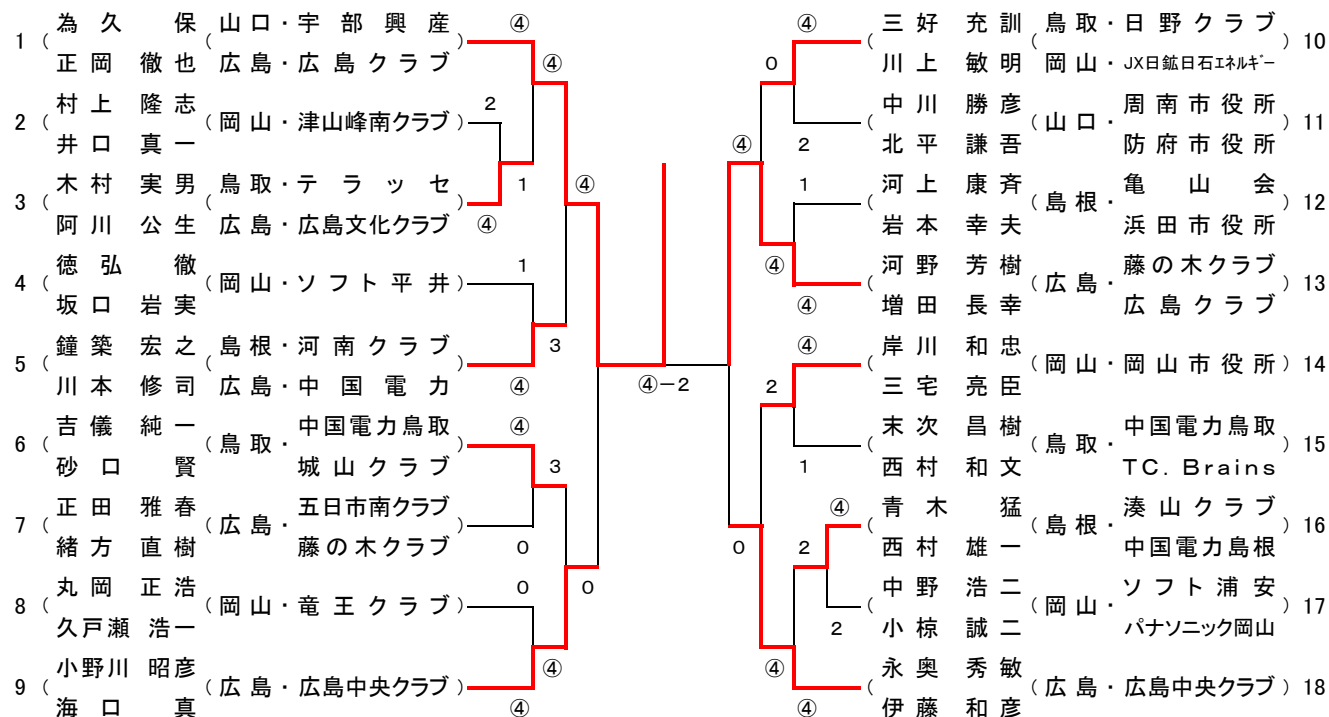 為久 保 山口・宇部興産
1
正岡 徹也 広島・広島クラブ
④
④
村上 隆志
2 (岡山・津山峰南クラブ)
井口 真一
2
木村 実男 鳥取・テラッセ
3
阿川 公生 広島・広島文化クラブ
④
1
④
徳弘 徹
4 (岡山・ソフト平井)
坂口 岩実
1
鐘築 宏之 島根・河南クラブ
5
川本 修司 広島・中国電力
④
3
④-2
吉儀 純一 中国電力鳥取
6 (鳥取・
砂口 賢 城山クラブ
④
3
正田 雅春 五日市南クラブ
7 (広島・
緒方 直樹 藤の木クラブ
0
丸岡 正浩
8 (岡山・竜王クラブ)
久戸瀬 浩一
0
0
小野川 昭彦
9 (広島・広島中央クラブ)
海口 真
④
④
④
三好 充訓 鳥取・日野クラブ
10
川上 敏明 岡山・JX日鉱日石エネルギー
0
中川 勝彦 周南市役所
(山口・ 11
北平 謙吾 防府市役所
2
④
1
河上 康斉 亀山会
(島根・ 12
岩本 幸夫 浜田市役所
④
河野 芳樹 藤の木クラブ
(広島・ 13
増田 長幸 広島クラブ
④
④
岸川 和忠
(岡山・岡山市役所) 14
三宅 亮臣
2
末次 昌樹 中国電力鳥取
(鳥取・ 15
西村 和文 TC. Brains
1
④
青木 猛 湊山クラブ
(島根・ 16
西村 雄一 中国電力島根
0
2
中野 浩二 ソフト浦安
(岡山・ 17
小椋 誠二 パナソニック岡山
2
④
永奥 秀敏
(広島・広島中央クラブ) 18
伊藤 和彦
④